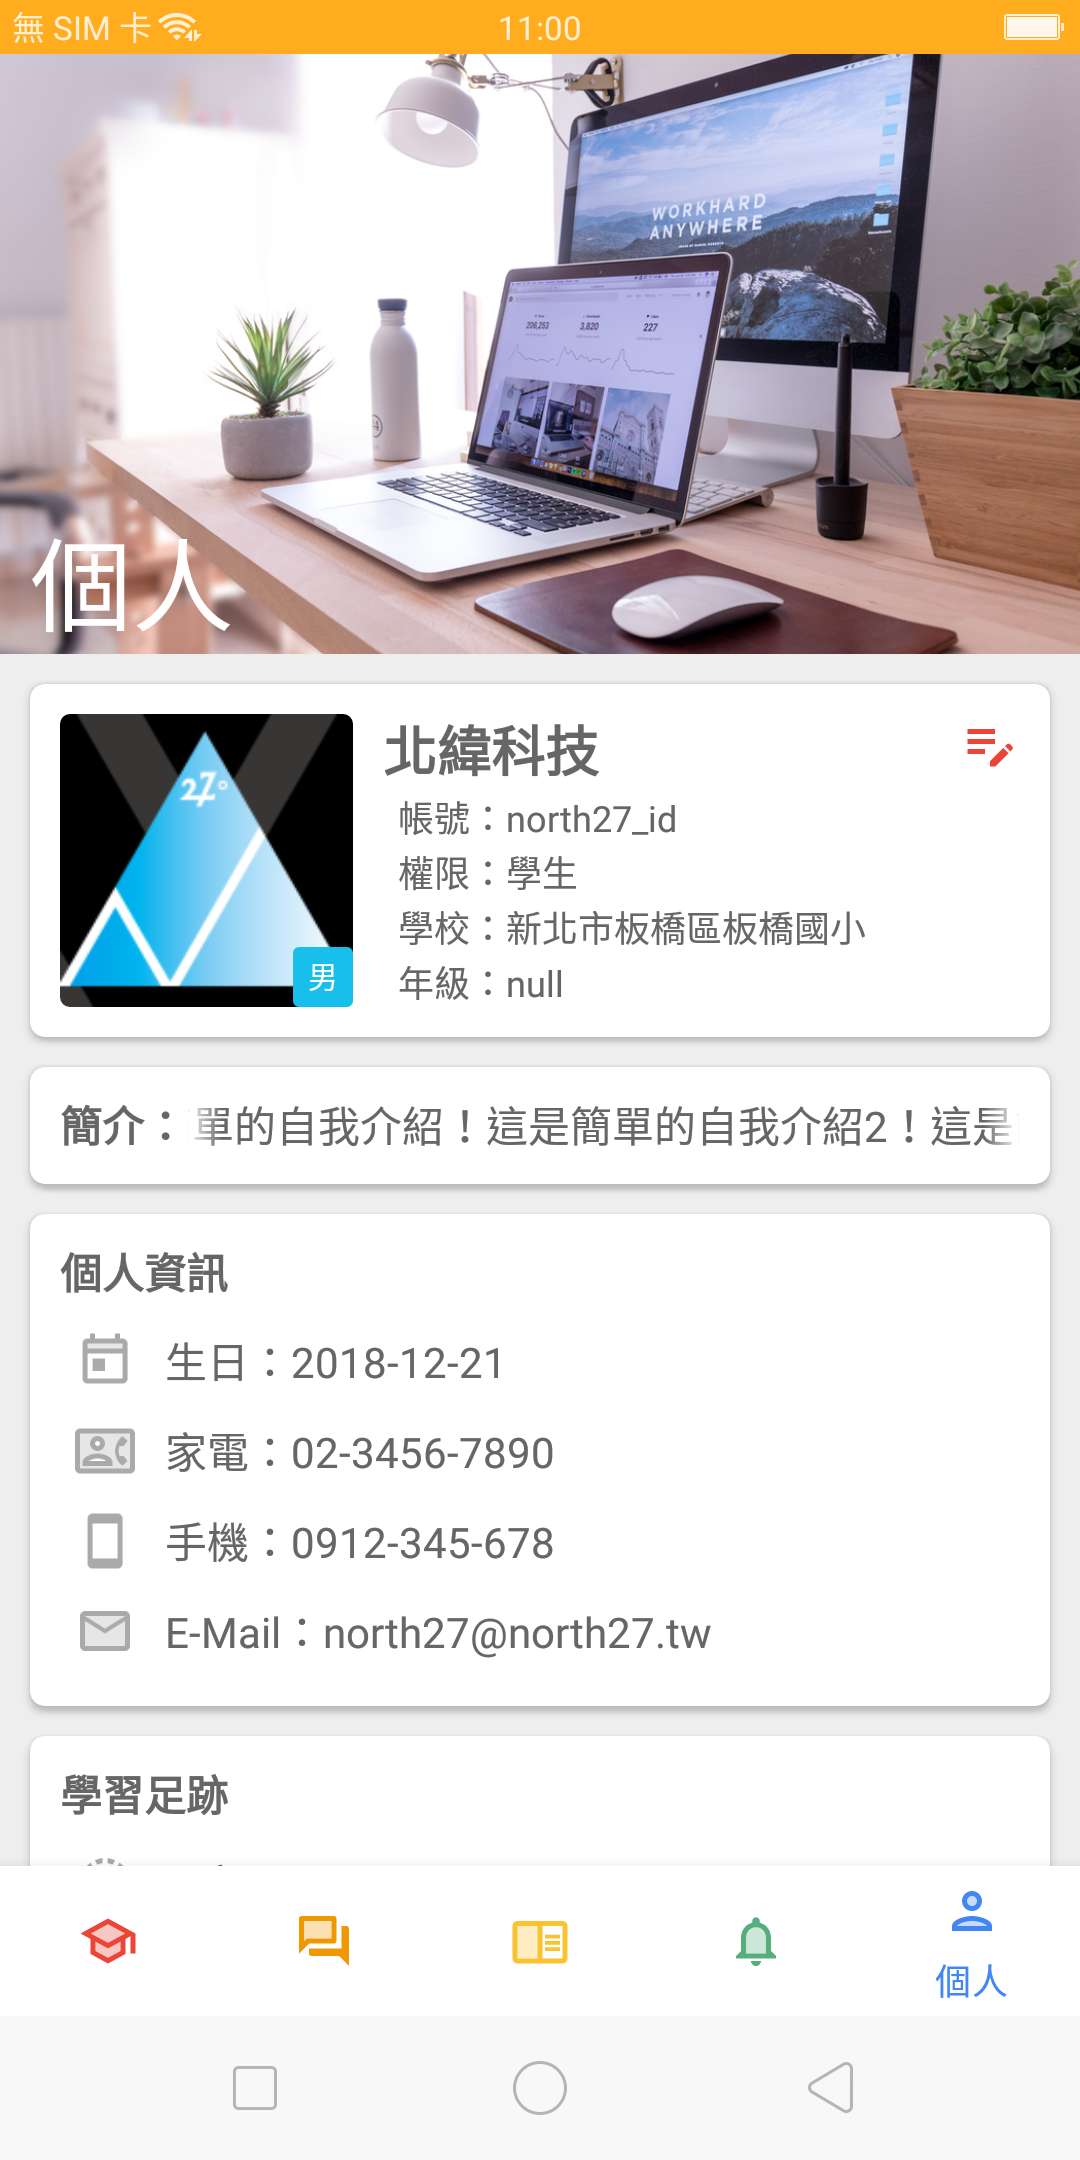 無 SIM 卡
11:00
WORKHARD
ANYWHERE
206,253
3,820
227
個人
27°
男
北緯科技
帳號：north27_id
權限：學生
學校：新北市板橋區板橋國小
年級：null
簡介：單的自我介紹！這是簡單的自我介紹2！這是
個人資訊
生日：2018-12-21
家電：02-3456-7890
手機：0912-345-678
E-Mail：north27@north27.tw
學習足跡
個人